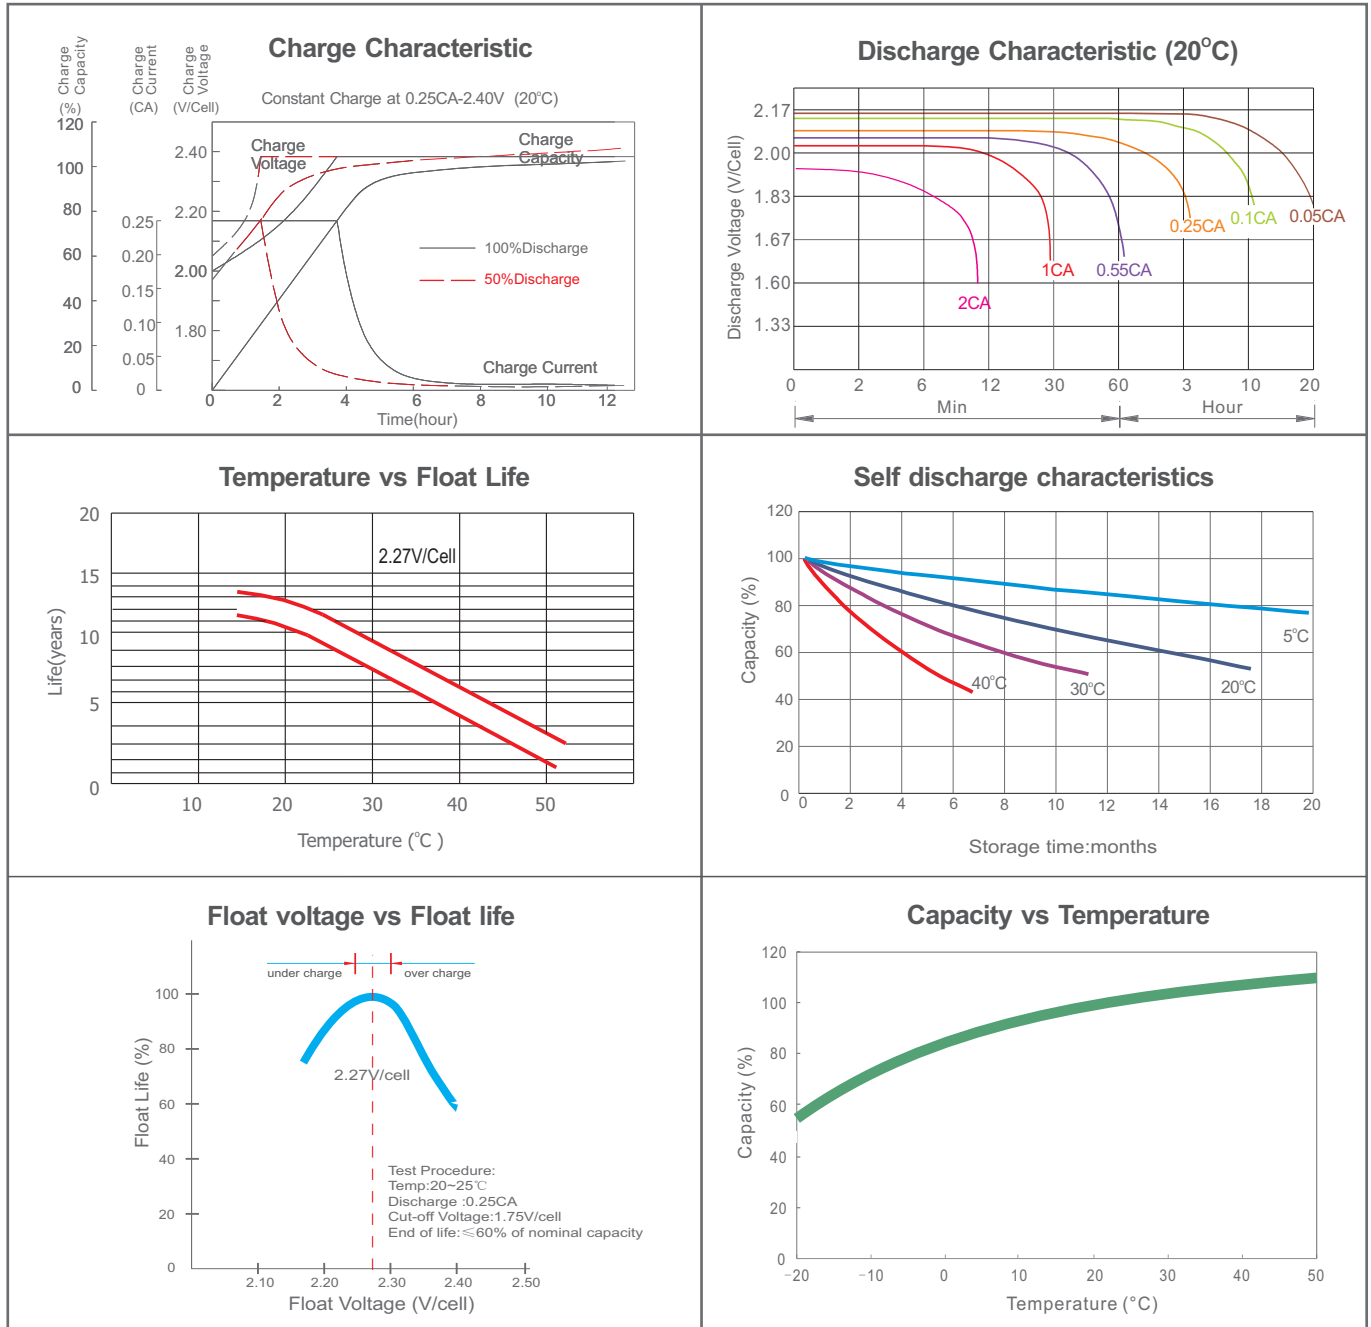 Charge Characteristic
Charge
Capacity
(%)
Charge
Current
(CA)
Charge
Voltage
(V/Cell)
Constant Charge at 0.25CA-2.40V (20°C)
120
100
80
60
40
20
0
0.25
0.20
0.15
0.10
0.05
0
2.40
2.20
2.00
1.80
Charge
Voltage
Charge
Capacity
100%Discharge
50%Discharge
Charge Current
0 2 4 6 8 10 12
Time(hour)
Discharge Characteristic (20°C)
Discharge Voltage (V/Cell)
2.17
2.00
1.83
1.67
1.60
1.33
2CA
1CA
0.55CA
0.25CA
0.1CA
0.05CA
0 2 6 12 30 60 3 10 20
Min Hour
Temperature vs Float Life
Life(years)
20
15
10
5
0
2.27V/Cell
10 20 30 40 50
Temperature (°C )
Self discharge characteristics
Capacity (%)
120
100
80
60
40
20
0
5°C
40°C
30°C
20°C
0 2 4 6 8 10 12 14 16 18 20
Storage time:months
Float voltage vs Float life
under charge over charge
Float Life (%)
100
80
60
40
20
0
2.27V/cell
Test Procedure:
Temp:20~25℃
Discharge :0.25CA
Cut-off Voltage:1.75V/cell
End of life:≤60% of nominal capacity
2.10 2.20 2.30 2.40 2.50
Float Voltage (V/cell)
Capacity vs Temperature
Capacity (%)
120
100
80
60
40
20
0
-20 -10 0 10 20 30 40 50
Temperature (°C)